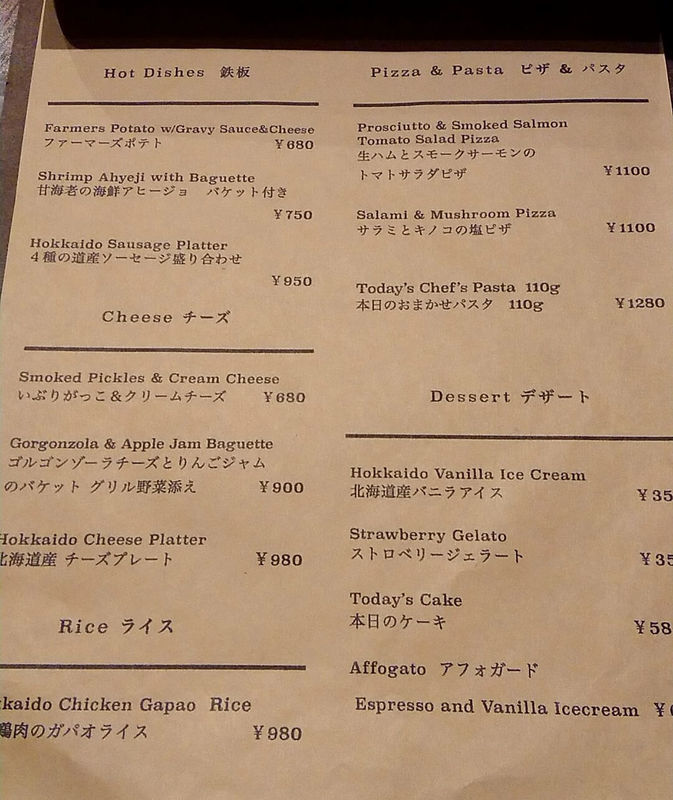 Hot Dishes 鉄板
Farmers Potato w/Gravy Sauce&Cheese
ファーマーズポテト ¥680
Shrimp Ahyeji with Baguette
甘海老の海鮮アヒージョ バケット付き
¥750
Hokkaido Sausage Platter
4種の道産ソーセージ盛り合わせ
¥950
Cheese チーズ
Smoked Pickles & Cream Cheese
いぶりがっこ&クリームチーズ ¥680
Gorgonzola & Apple Jam Baguette
ゴルゴンゾーラチーズとりんごジャム
のバケット グリル野菜添え ¥900
Hokkaido Cheese Platter
北海道産 チーズプレート ¥980
Rice ライス
kkaido Chicken Gapao Rice
鶏肉のガパオライス ¥980
Pizza & Pasta ピザ & パスタ
Prosciutto & Smoked Salmon
Tomato Salad Pizza
生ハムとスモークサーモンの
トマトサラダピザ ¥1100
Salami & Mushroom Pizza
サラミとキノコの塩ピザ ¥1100
Today's Chef's Pasta 110g
本日のおまかせパスタ 110g ¥1280
Dessert デザート
Hokkaido Vanilla Ice Cream
北海道産バニラアイス ¥35
Strawberry Gelato
ストロベリージェラート ¥35
Today's Cake
本日のケーキ ¥58
Affogato アフォガード
Espresso and Vanilla Icecream ¥